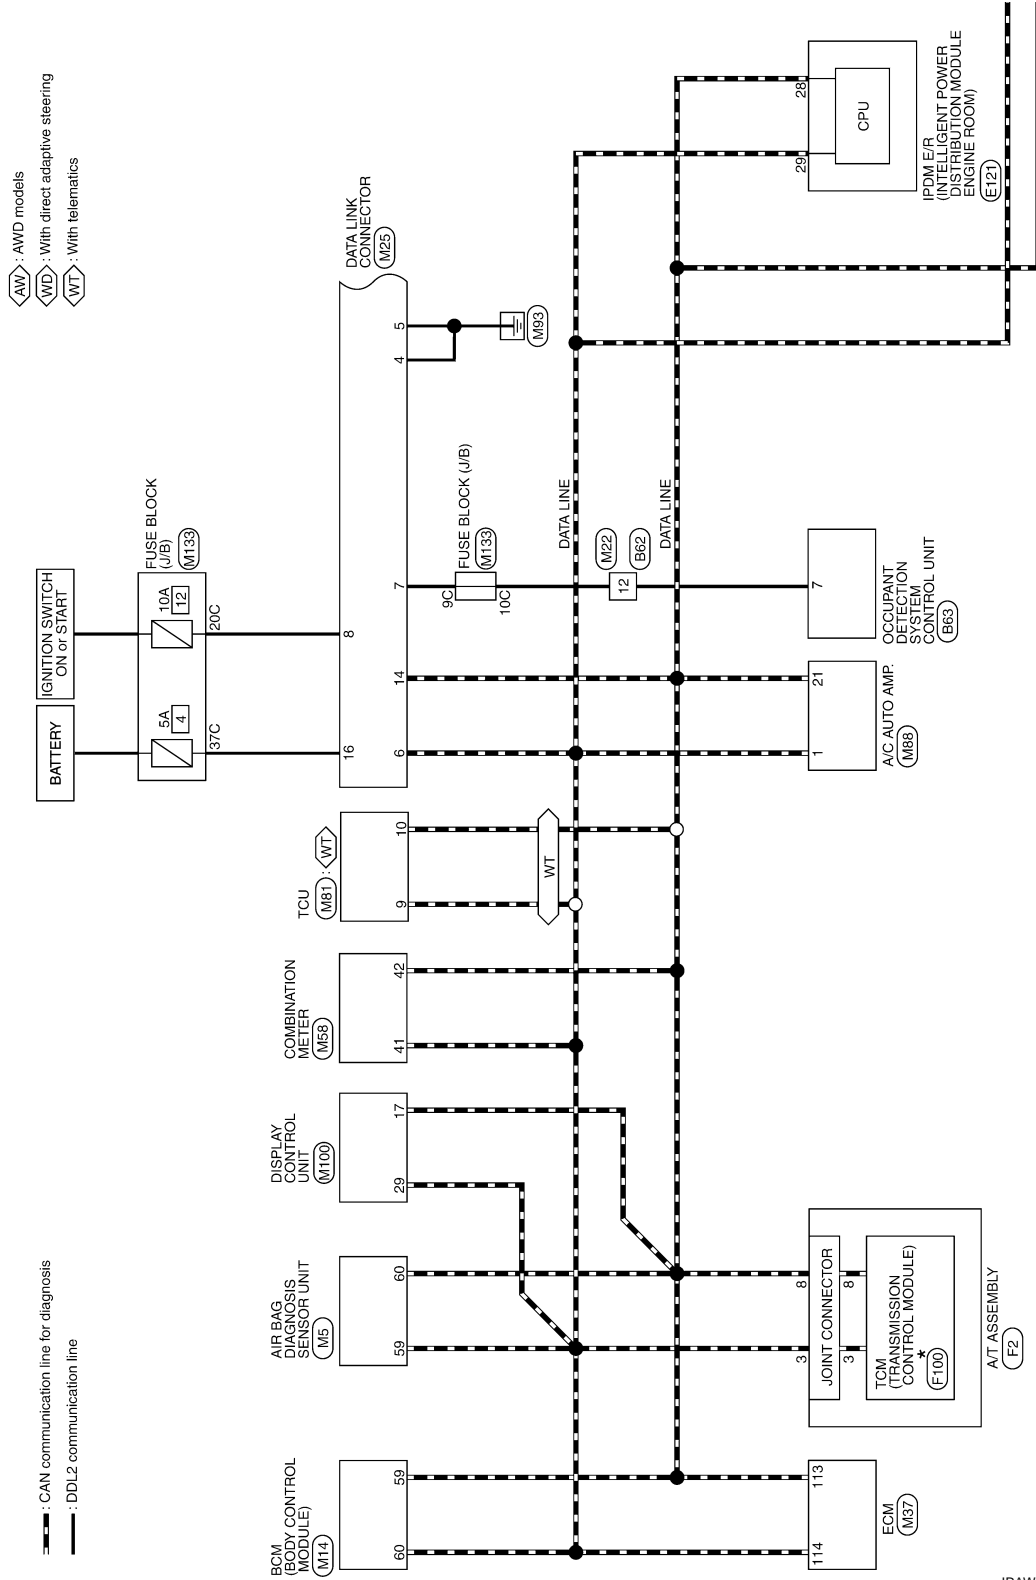 : CAN communication line for diagnosis
: DDL2 communication line
AW : AWD models
WD : With direct adaptive steering
WT : With telematics
BATTERY
IGNITION SWITCH
ON or START
FUSE BLOCK
(J/B)
M133
5A
4
10A
12
37C
20C
BCM
(BODY CONTROL
MODULE)
M14
60
59
AIR BAG
DIAGNOSIS
SENSOR UNIT
M5
59
60
DISPLAY
CONTROL
UNIT
M100
29
17
COMBINATION
METER
M58
41
42
TCU
M81 : WT
9
10
WT
DATA LINK
CONNECTOR
M25
16
8
6
14
7
4
5
M93
FUSE BLOCK (J/B)
M133
9C
10C
DATA LINE
M22
B62
12
DATA LINE
ECM
M37
114
113
A/T ASSEMBLY
F2
JOINT CONNECTOR
3
8
3
8
TCM
(TRANSMISSION
CONTROL MODULE)
*
F100
A/C AUTO AMP.
M88
1
21
OCCUPANT
DETECTION
SYSTEM
CONTROL UNIT
B63
7
IPDM E/R
(INTELLIGENT POWER
DISTRIBUTION MODULE
ENGINE ROOM)
E121
29
28
CPU